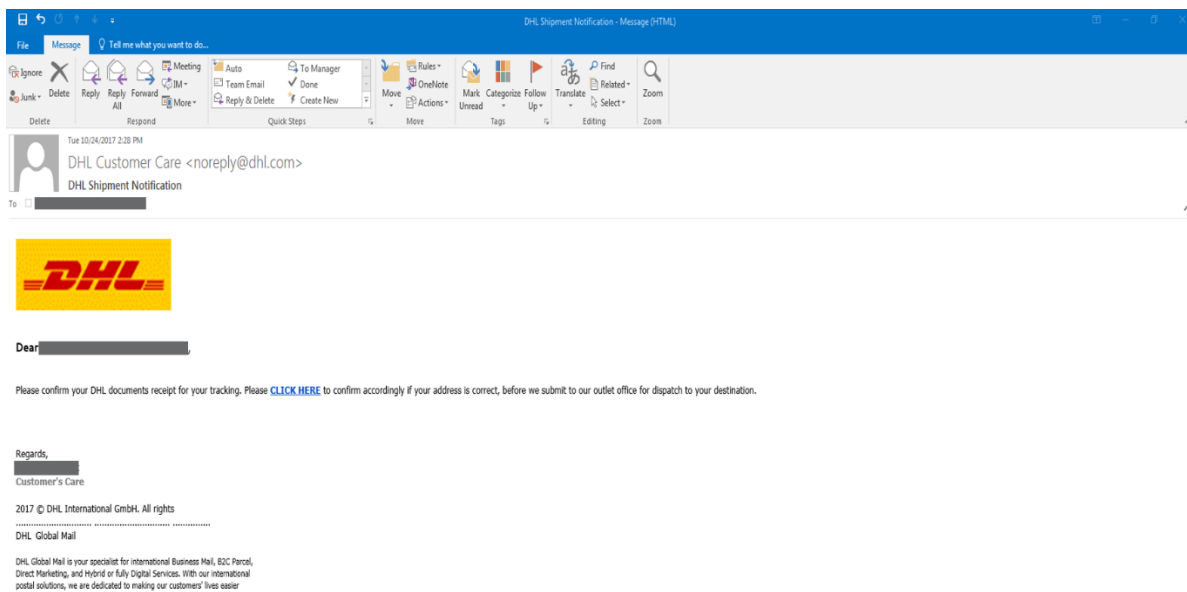 DHL Shipment Notification - Message (HTML)
File Message Tell me what you want to do...
Ignore
Junk
Delete
Reply
Reply All
Forward
Meeting
IM
More
Auto
Team Email
Reply & Delete
To Manager
Done
Create New
Move
Rules
OneNote
Actions
Mark Unread
Categorize
Follow Up
Translate
Find
Related
Select
Zoom
Delete Respond Quick Steps Move Tags Editing Zoom
Tue 10/24/2017 2:28 PM
DHL Customer Care <noreply@dhl.com>
DHL Shipment Notification
To
DHL
Dear ,
Please confirm your DHL documents receipt for your tracking. Please CLICK HERE to confirm accordingly if your address is correct, before we submit to our outlet office for dispatch to your destination.
Regards,
Customer's Care
2017 © DHL International GmbH. All rights
.............................. .............................. ...............
DHL Global Mail
DHL Global Mail is your specialist for international Business Mail, B2C Parcel,
Direct Marketing, and Hybrid or fully Digital Services. With our international
postal solutions, we are dedicated to making our customers' lives easier